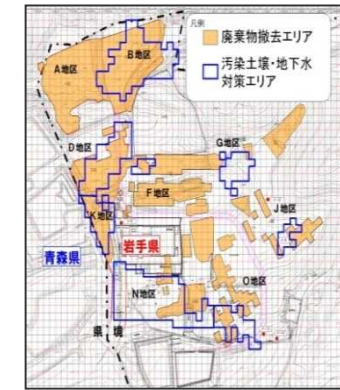 凡例
廃棄物撤去エリア
汚染土壌・地下水
対策エリア
A地区
B地区
D地区
G地区
F地区
K地区
J地区
岩手県
青森県
N地区
O地区
県境